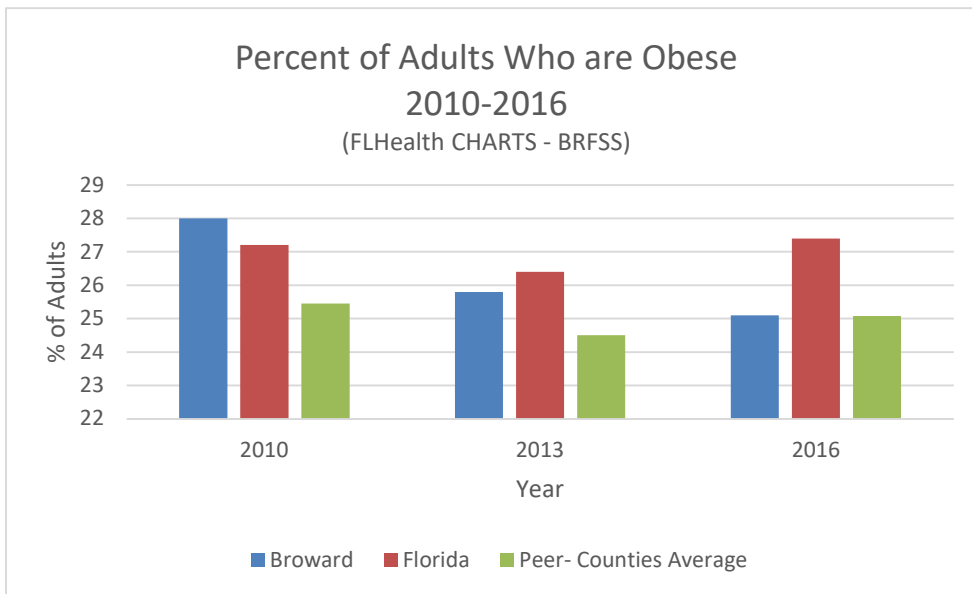 Percent of Adults Who are Obese
2010-2016
(FLHealth CHARTS - BRFSS)
29
28
27
26
25
24
23
22
% of Adults
2010 2013 2016
Year
Broward Florida Peer- Counties Average